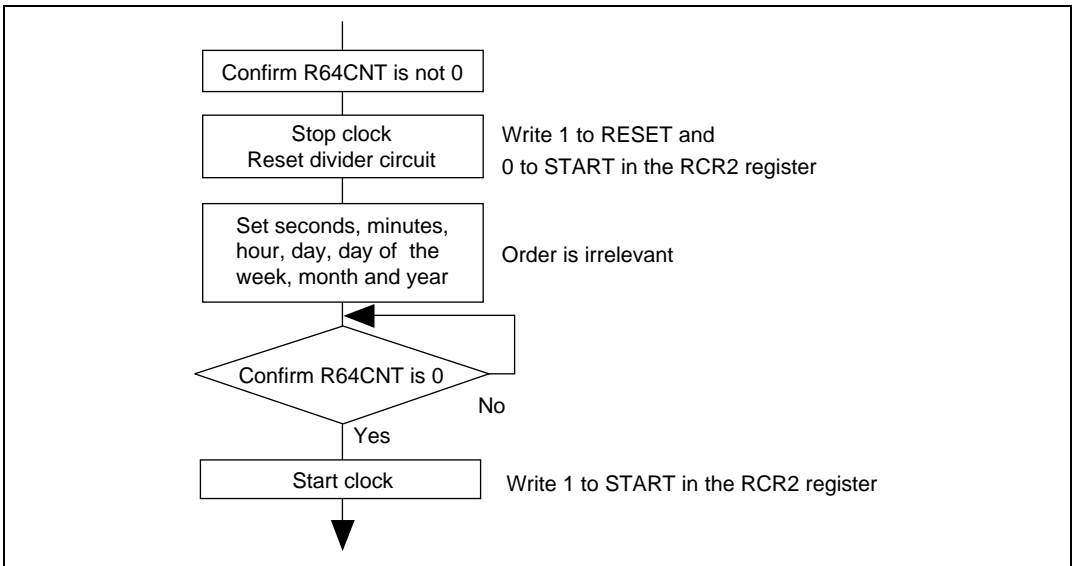 Confirm R64CNT is not 0
Stop clock
Reset divider circuit
Write 1 to RESET and
0 to START in the RCR2 register
Set seconds, minutes,
hour, day, day of the
week, month and year
Order is irrelevant
Confirm R64CNT is 0
No
Yes
Start clock
Write 1 to START in the RCR2 register